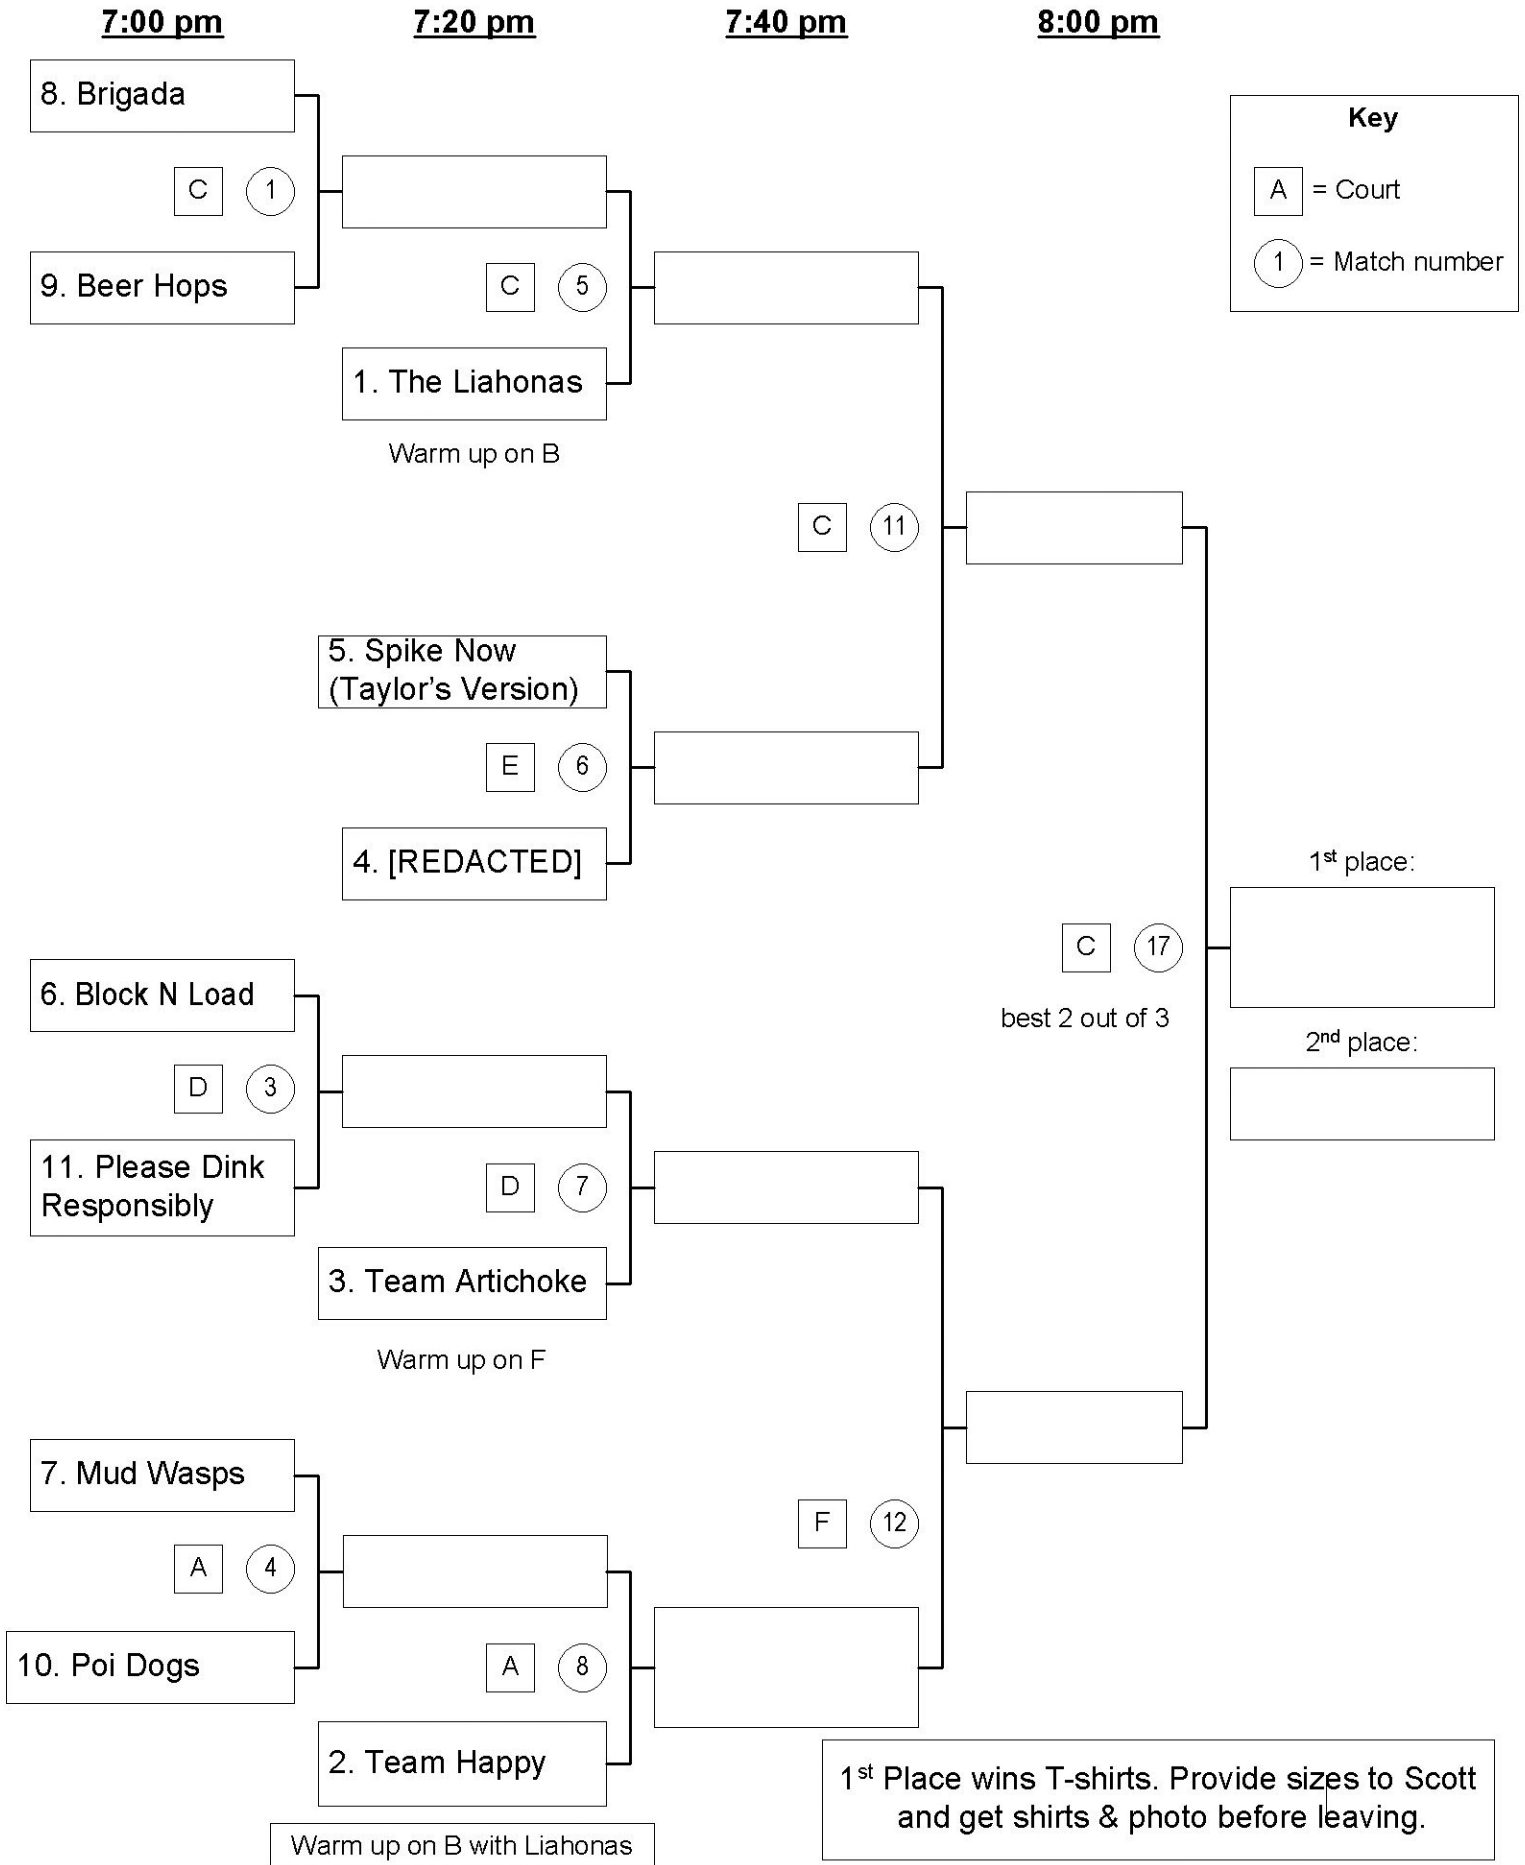 7:00 pm
7:20 pm
7:40 pm
8:00 pm
8. Brigada
C
1
9. Beer Hops
C
5
1. The Liahonas
Warm up on B
Key
A = Court
1 = Match number
C
11
5. Spike Now
(Taylor's Version)
E
6
4. [REDACTED]
1st place:
C
17
best 2 out of 3
2nd place:
6. Block N Load
D
3
11. Please Dink
Responsibly
D
7
3. Team Artichoke
Warm up on F
7. Mud Wasps
A
4
10. Poi Dogs
F
12
A
8
2. Team Happy
Warm up on B with Liahonas
1st Place wins T-shirts. Provide sizes to Scott
and get shirts & photo before leaving.